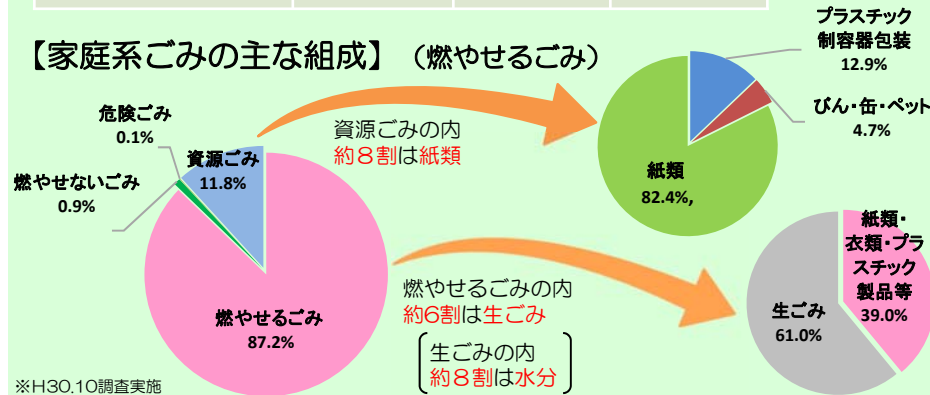 【家庭系ごみの主な組成】（燃やせるごみ）
危険ごみ
0.1%
燃やせないごみ
0.9%
資源ごみ
11.8%
燃やせるごみ
87.2%
資源ごみの内
約８割は紙類
プラスチック
制容器包装
12.9%
びん・缶・ペット
4.7%
紙類
82.4%,
燃やせるごみの内
約6割は生ごみ
生ごみの内
約８割は水分
紙類・
衣類・プラ
スチック
製品等
39.0%
生ごみ
61.0%
※H30.10調査実施